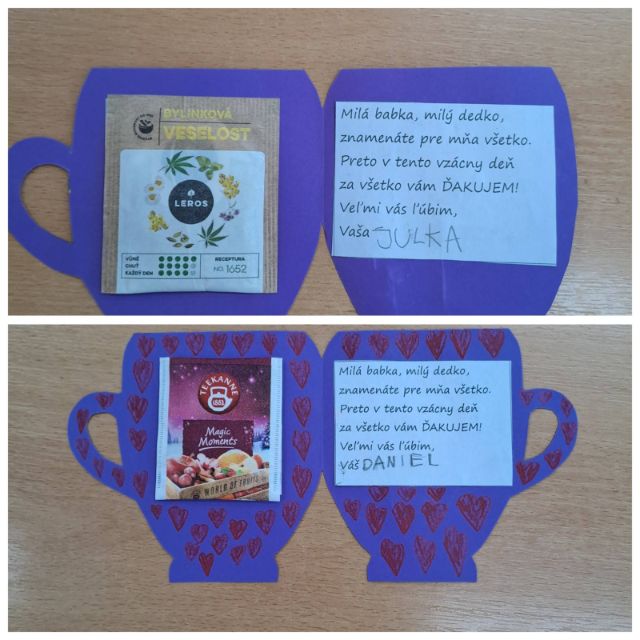 BYLINKOVÁ
VESELOST
LEROS
VŮNĚ
CHUŤ
KAŽDÝ DEN
RECEPTURA
NO. 1652
Milá babka, milý dedko,
znamenáte pre mňa všetko.
Preto v tento vzácny deň
za všetko vám ĎAKUJEM!
Veľmi vás ľúbim,
Vaša JULKA
TEEKANNE
1882
Magic
Moments
WORLD OF FRUITS
Milá babka, milý dedko,
znamenáte pre mňa všetko.
Preto v tento vzácny deň
za všetko vám ĎAKUJEM!
Veľmi vás ľúbim,
Váš DANIEL